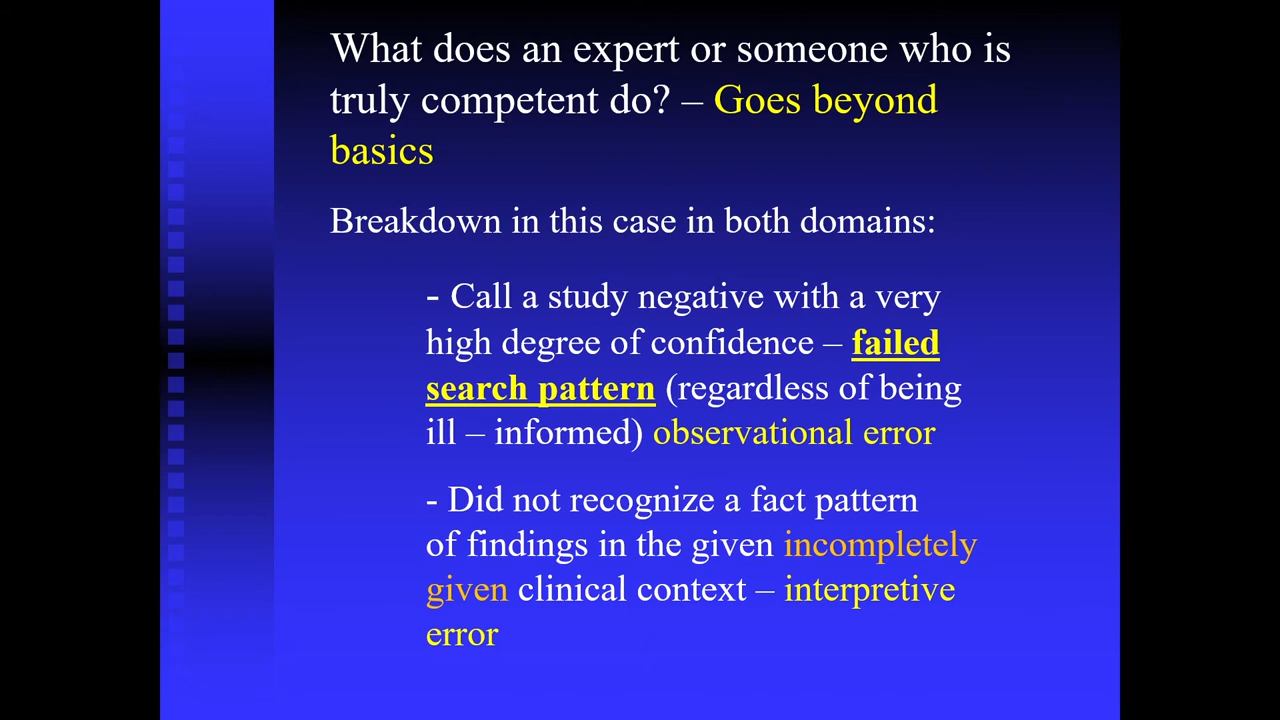 What does an expert or someone who is
truly competent do? – Goes beyond
basics
Breakdown in this case in both domains:
- Call a study negative with a very
high degree of confidence – failed
search pattern (regardless of being
ill – informed) observational error
- Did not recognize a fact pattern
of findings in the given incompletely
given clinical context – interpretive
error